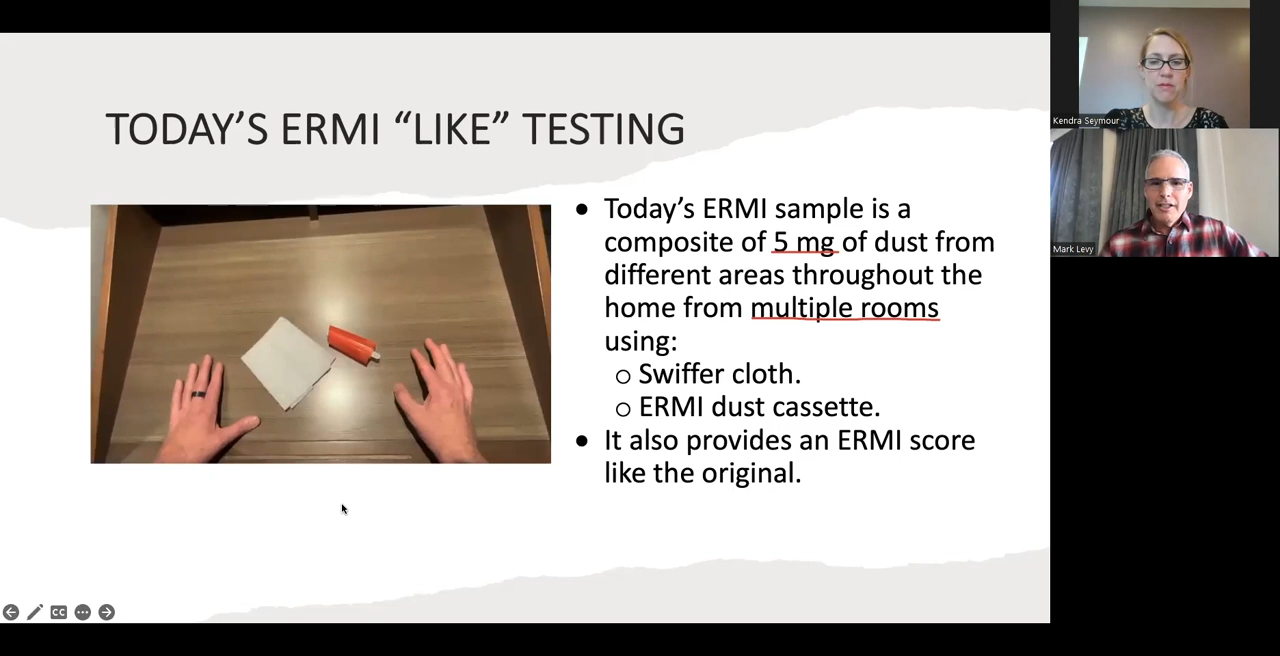 TODAY’S ERMI “LIKE” TESTING
• Today’s ERMI sample is a
composite of 5 mg of dust from
different areas throughout the
home from multiple rooms
using:
○ Swiffer cloth.
○ ERMI dust cassette.
• It also provides an ERMI score
like the original.
Kendra Seymour
Mark Levy
CC